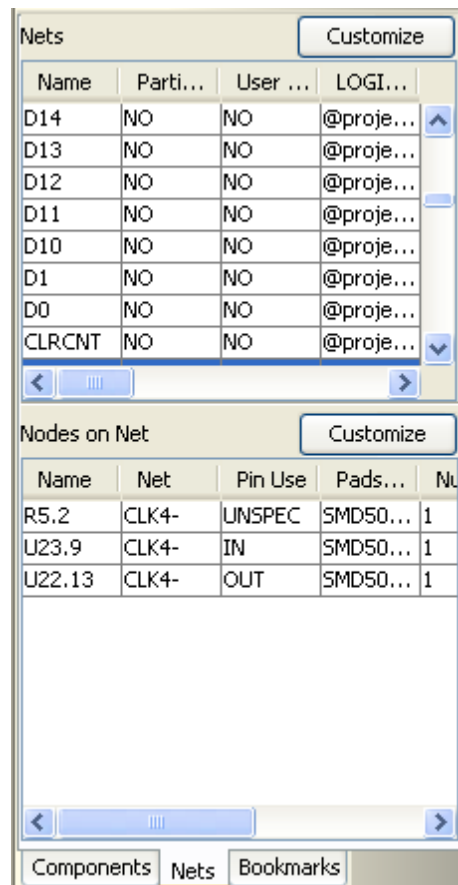 Nets Customize
Name Parti... User ... LOGI...
D14 NO NO @proje...
D13 NO NO @proje...
D12 NO NO @proje...
D11 NO NO @proje...
D10 NO NO @proje...
D1 NO NO @proje...
D0 NO NO @proje...
CLRCNT NO NO @proje...
Nodes on Net Customize
Name Net Pin Use Pads... Nu
R5.2 CLK4- UNSPEC SMD50... 1
U23.9 CLK4- IN SMD50... 1
U22.13 CLK4- OUT SMD50... 1
Components Nets Bookmarks